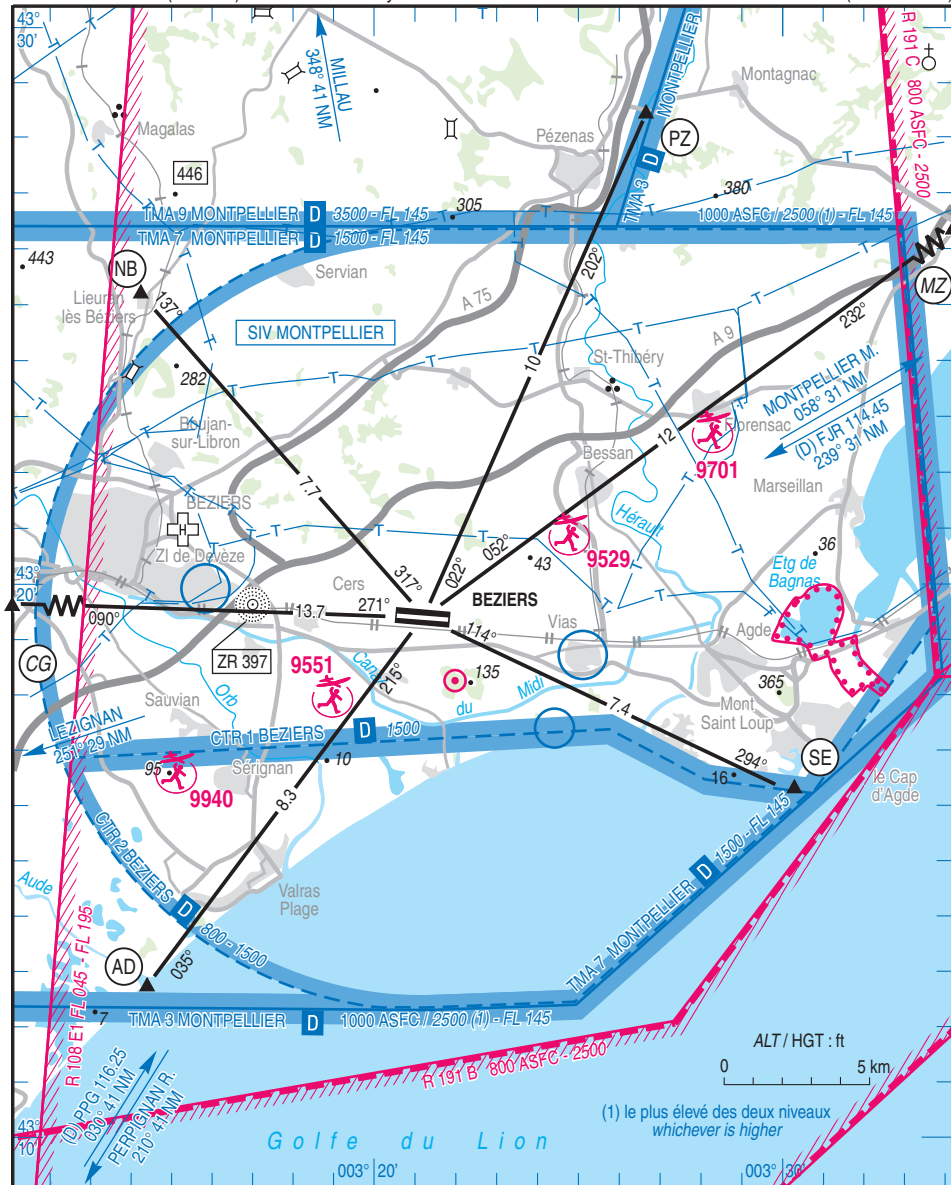 43°
30'
MILLAU
348° 41 NM
Montagnac
R 191 C 800 ASFC - 2500
Magalas
Pézenas
PZ
TMA 3 D MONTPELLIER
446
380
305
TMA 9 MONTPELLIER D 3500 - FL 145
1000 ASFC / 2500 (1) - FL 145
TMA 7 MONTPELLIER D 1500 - FL 145
443
NB
Servian
202°
MZ
Lieuran
lès Béziers
137°
A 75
232°
SIV MONTPELLIER
A 9
St-Thibéry
10
282
MONTPELLIER M.
058° 31 NM
(D) FJR 114.45
239° 31 NM
Boujan-
sur-Libron
12
Florensac
9701
Bessan
7.7
Marseillan
BEZIERS
H
Hérault
ZI de Devèze
052°
9529
36
43
Etg de
Bagnas
43°
20'
317°
022°
Cers
BEZIERS
090°
13.7
271°
114°
Vias
Agde
CG
ZR 397
9551
Canal
215°
135
365
Sauvian
Orb
du
Midi
7.4
Mont
Saint Loup
LEZIGNAN
251° 29 NM
CTR 1 BEZIERS D 1500
SE
294°
95
Sérignan
10
16
le Cap
d'Agde
9940
8.3
CTR 2 BEZIERS D 800 - 1500
TMA 7 MONTPELLIER D 1500 - FL 145
Aude
Valras
Plage
AD
035°
R 108 E1 FL 045 - FL 195
7
TMA 3 MONTPELLIER D 1000 ASFC / 2500 (1) - FL 145
ALT / HGT : ft
0
5 km
R 191 B 800 ASFC - 2500
(D) PPG 116.25
030° 41 NM
PERPIGNAN R.
210° 41 NM
(1) le plus élevé des deux niveaux
whichever is higher
43°
10'
Golfe du Lion
003° 20'
003° 30'